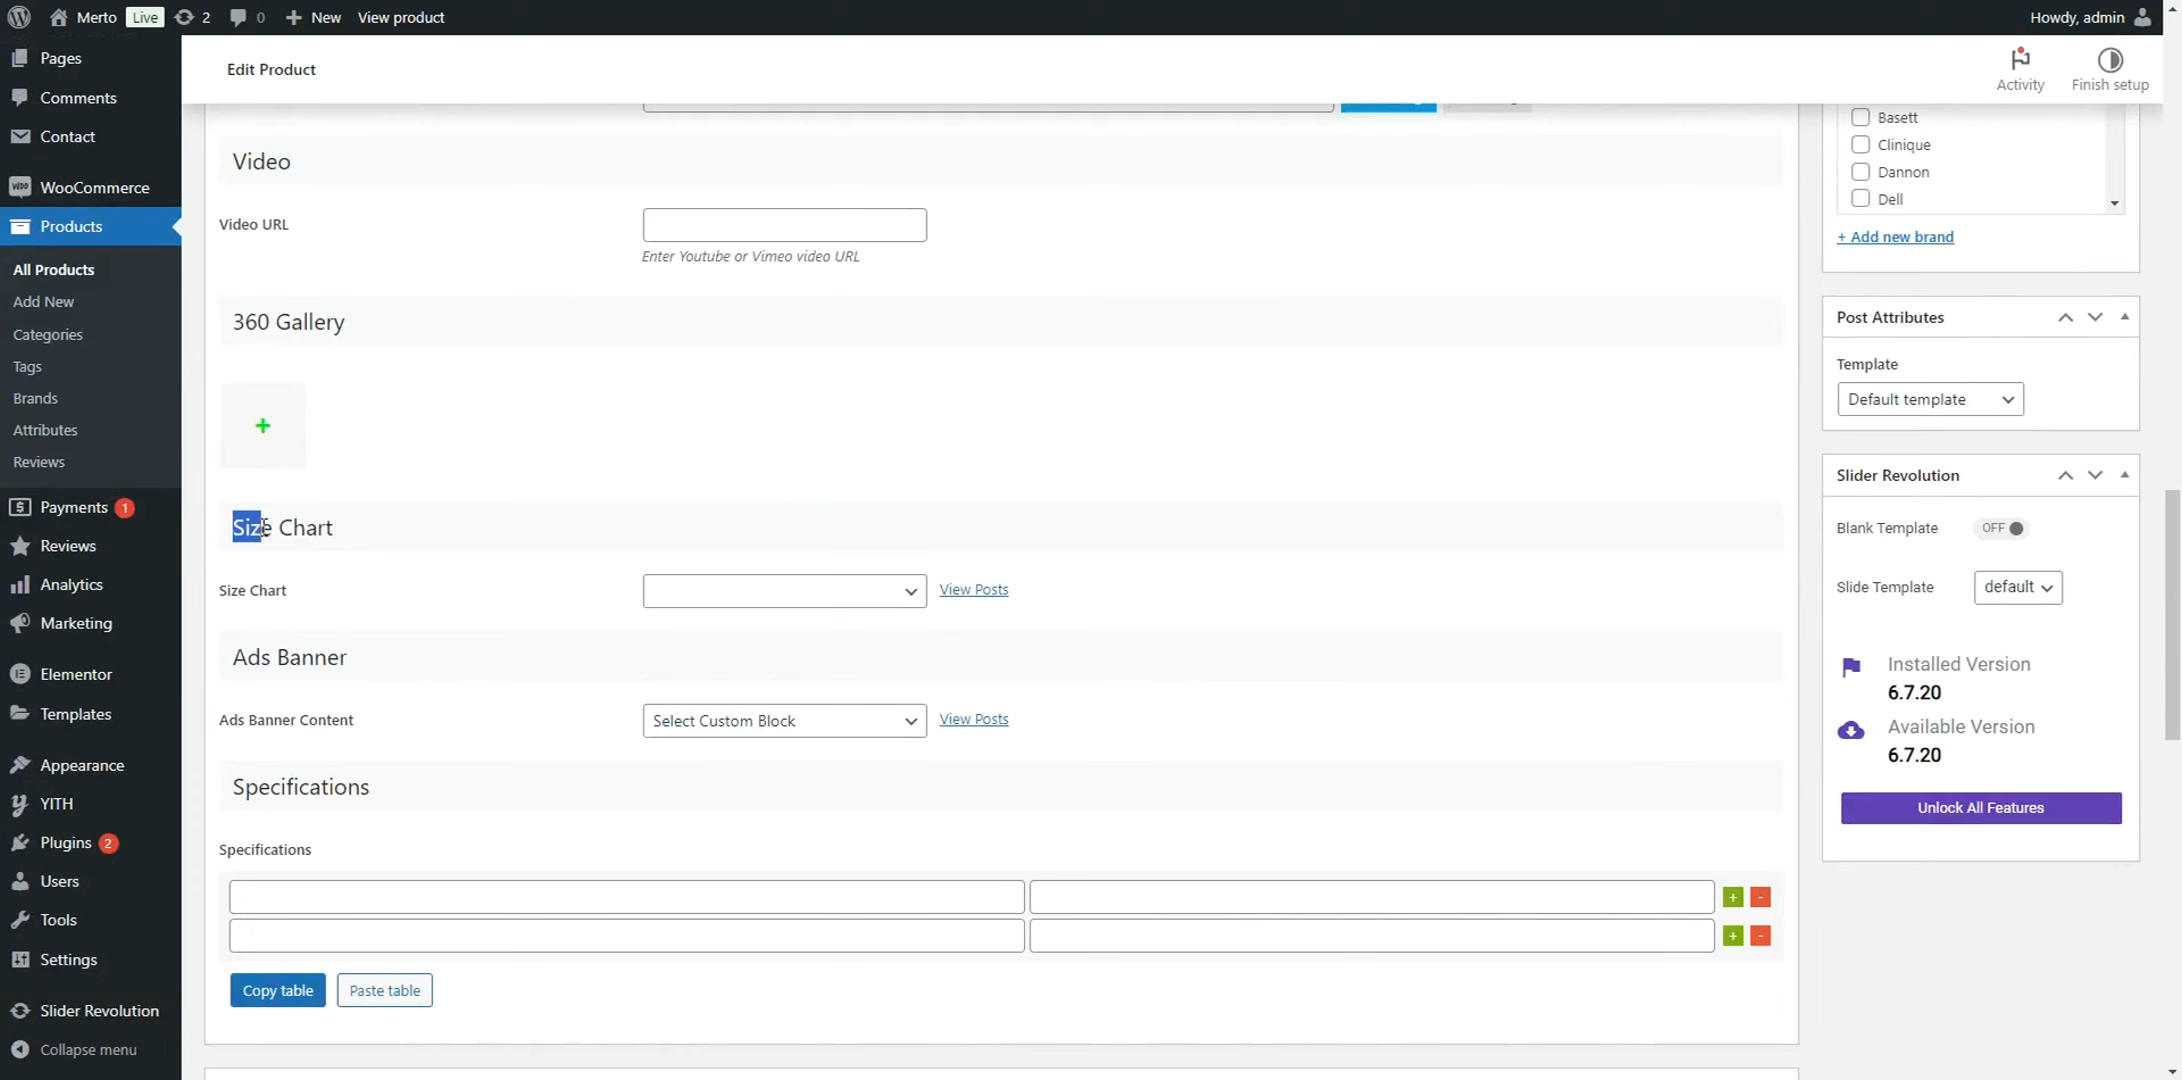 Merto Live 2 0 New View product
Howdy, admin
Pages
Comments
Contact
WooCommerce
Products
All Products
Add New
Categories
Tags
Brands
Attributes
Reviews
Payments 1
Reviews
Analytics
Marketing
Elementor
Templates
Appearance
YITH
Plugins 2
Users
Tools
Settings
Slider Revolution
Collapse menu
Edit Product
Activity
Finish setup
Video
Video URL
Enter Youtube or Vimeo video URL
360 Gallery
+
Size Chart
Size Chart
View Posts
Ads Banner
Ads Banner Content
Select Custom Block
View Posts
Specifications
Specifications
+ -
+ -
Copy table
Paste table
Basett
Clinique
Dannon
Dell
+ Add new brand
Post Attributes
Template
Default template
Slider Revolution
Blank Template OFF
Slide Template default
Installed Version
6.7.20
Available Version
6.7.20
Unlock All Features